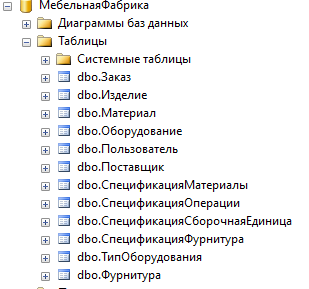 МебельнаяФабрика
Диаграммы баз данных
Таблицы
Системные таблицы
dbo.Заказ
dbo.Изделие
dbo.Материал
dbo.Оборудование
dbo.Пользователь
dbo.Поставщик
dbo.СпецификацияМатериалы
dbo.СпецификацияОперации
dbo.СпецификацияСборочнаяЕдиница
dbo.СпецификацияФурнитура
dbo.ТипОборудования
dbo.Фурнитура